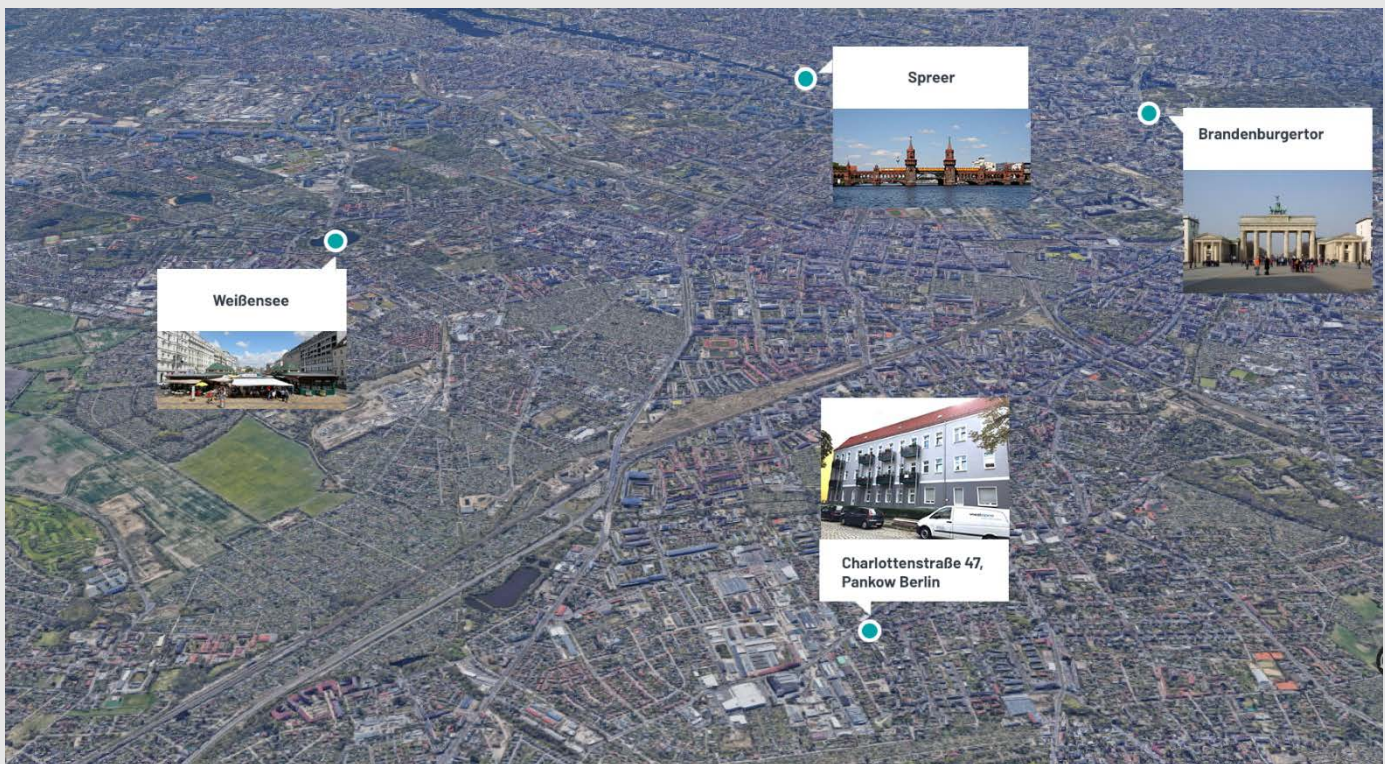 Spreer
Brandenburgertor
Weißensee
Charlottenstraße 47,
Pankow Berlin